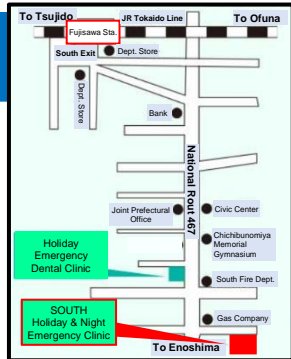 To Tsujido
JR Tokaido Line
To Ofuna
Fujisawa Sta.
South Exit
Dept. Store
Dept. Store
Bank
National Rout 467
Joint Prefectural
Office
Civic Center
Chichibunomiya
Memorial
Gymnasium
Holiday
Emergency
Dental Clinic
South Fire Dept.
SOUTH
Holiday & Night
Emergency Clinic
Gas Company
To Enoshima